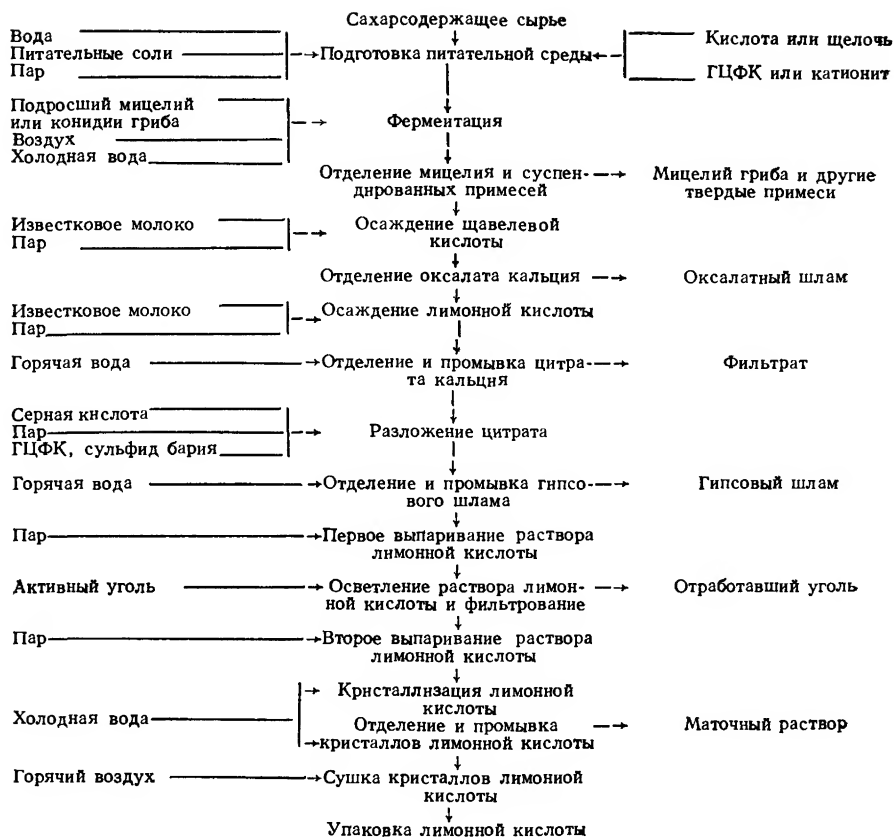 Сахарсодержащее сырье
Вода
Питательные соли
Пар
Подготовка питательной среды
Кислота или щелочь
ГЦФК или катионит
Подросший мицелий
или конидии гриба
Воздух
Холодная вода
Ферментация
Отделение мицелия и суспен-
дированных примесей
Мицелий гриба и другие
твердые примеси
Известковое молоко
Пар
Осаждение щавелевой
кислоты
Отделение оксалата кальция
Оксалатный шлам
Известковое молоко
Пар
Осаждение лимонной кислоты
Горячая вода
Отделение и промывка цитра-
та кальция
Фильтрат
Серная кислота
Пар
ГЦФК, сульфид бария
Разложение цитрата
Горячая вода
Отделение и промывка гипсо-
вого шлама
Гипсовый шлам
Пар
Первое выпаривание раствора
лимонной кислоты
Активный уголь
Осветление раствора лимон-
ной кислоты и фильтрование
Отработавший уголь
Пар
Второе выпаривание раствора
лимонной кислоты
Холодная вода
Кристаллизация лимонной
кислоты
Отделение и промывка
кристаллов лимонной кислоты
Маточный раствор
Горячий воздух
Сушка кристаллов лимонной
кислоты
Упаковка лимонной кислоты